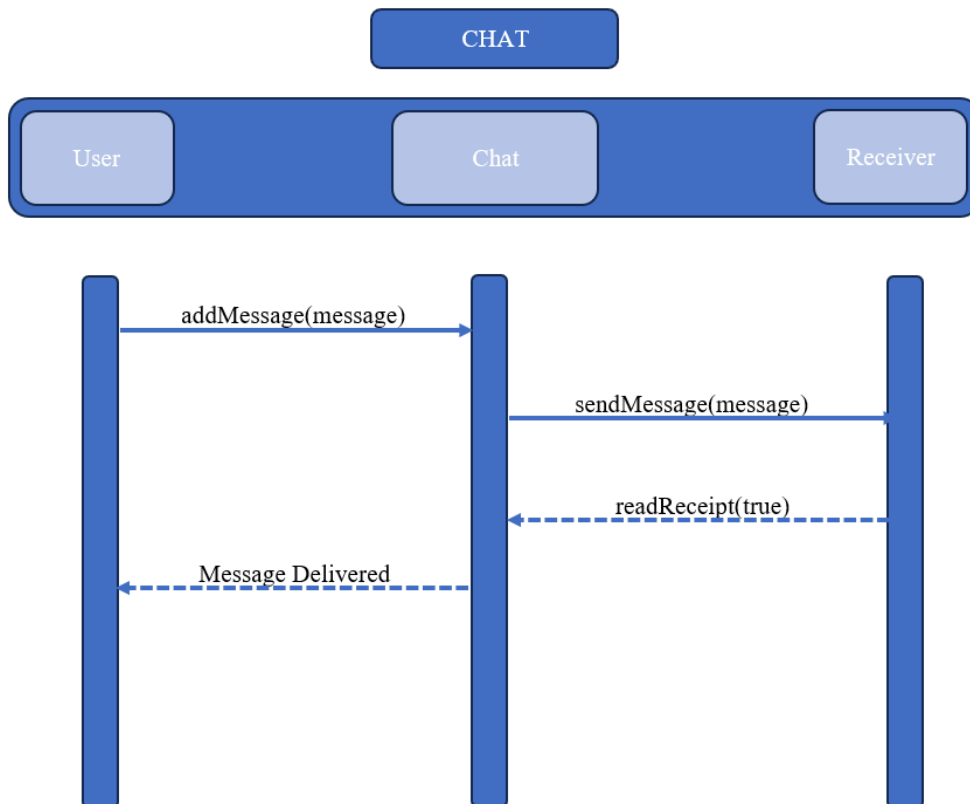 CHAT
User
Chat
Receiver
addMessage(message)
sendMessage(message)
readReceipt(true)
Message Delivered